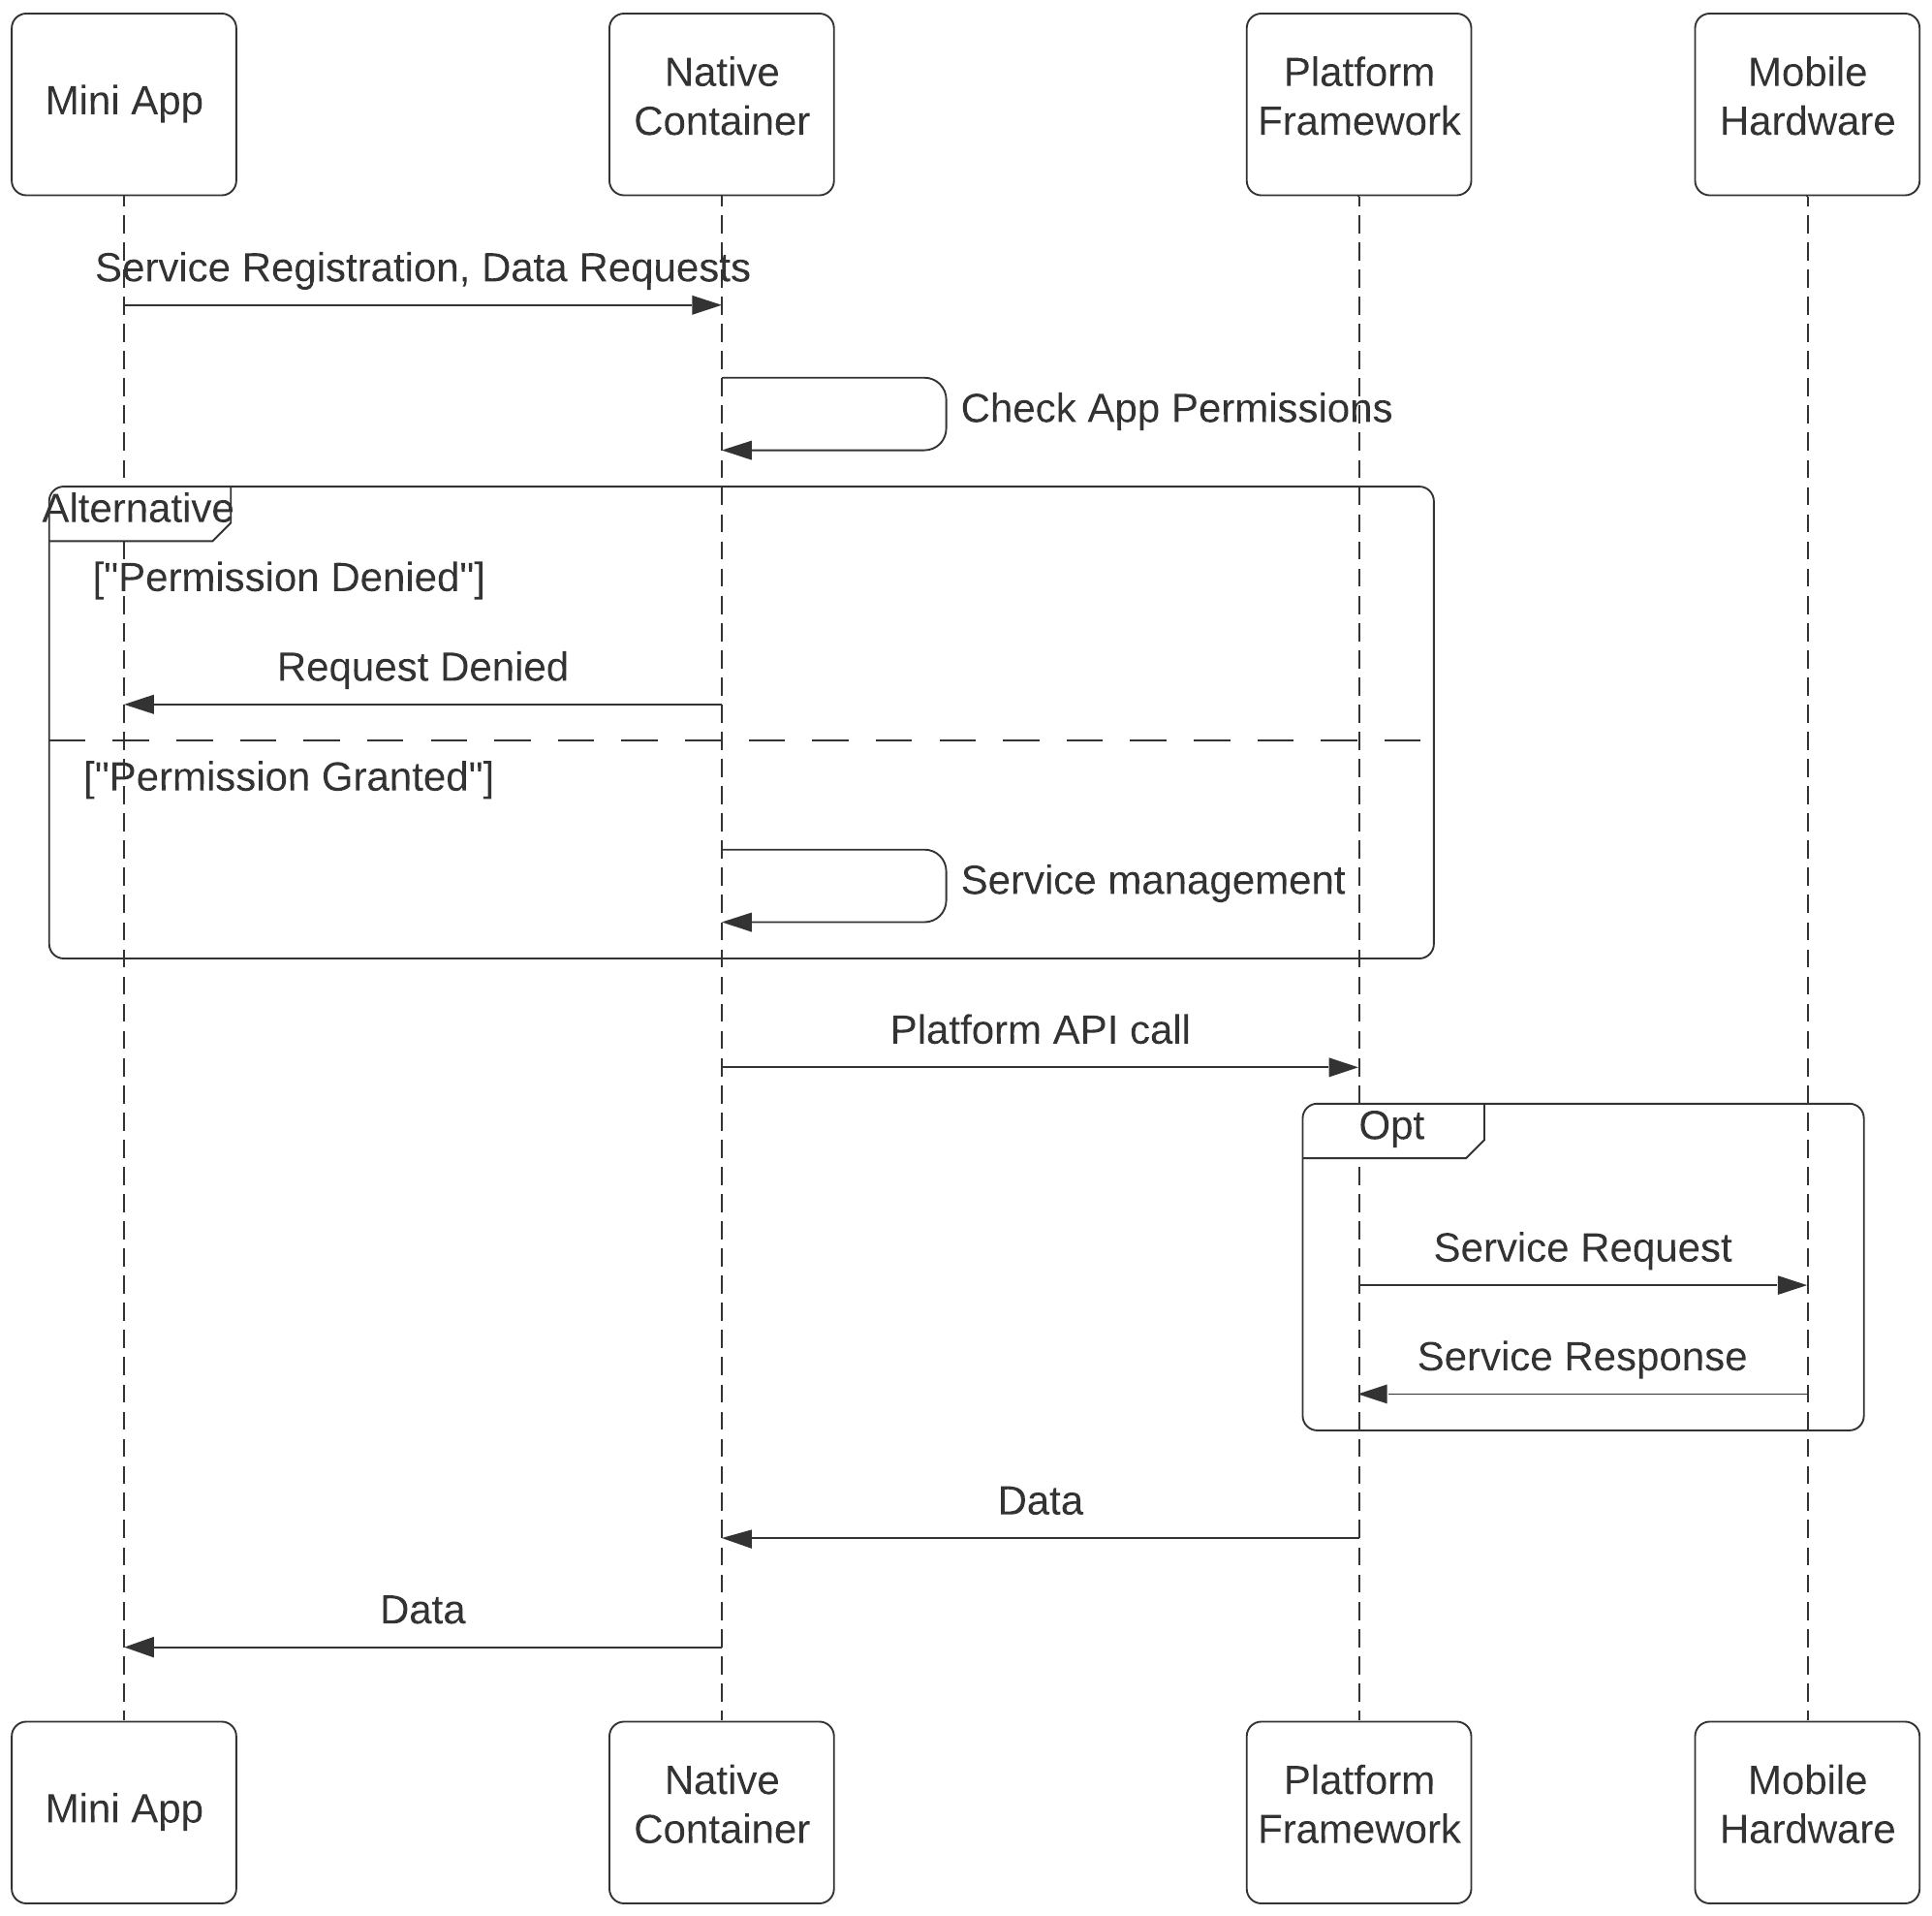 Mini App
Native
Container
Platform
Framework
Mobile
Hardware
Service Registration, Data Requests
Check App Permissions
Alternative
["Permission Denied"]
Request Denied
["Permission Granted"]
Service management
Platform API call
Opt
Service Request
Service Response
Data
Data
Mini App
Native
Container
Platform
Framework
Mobile
Hardware